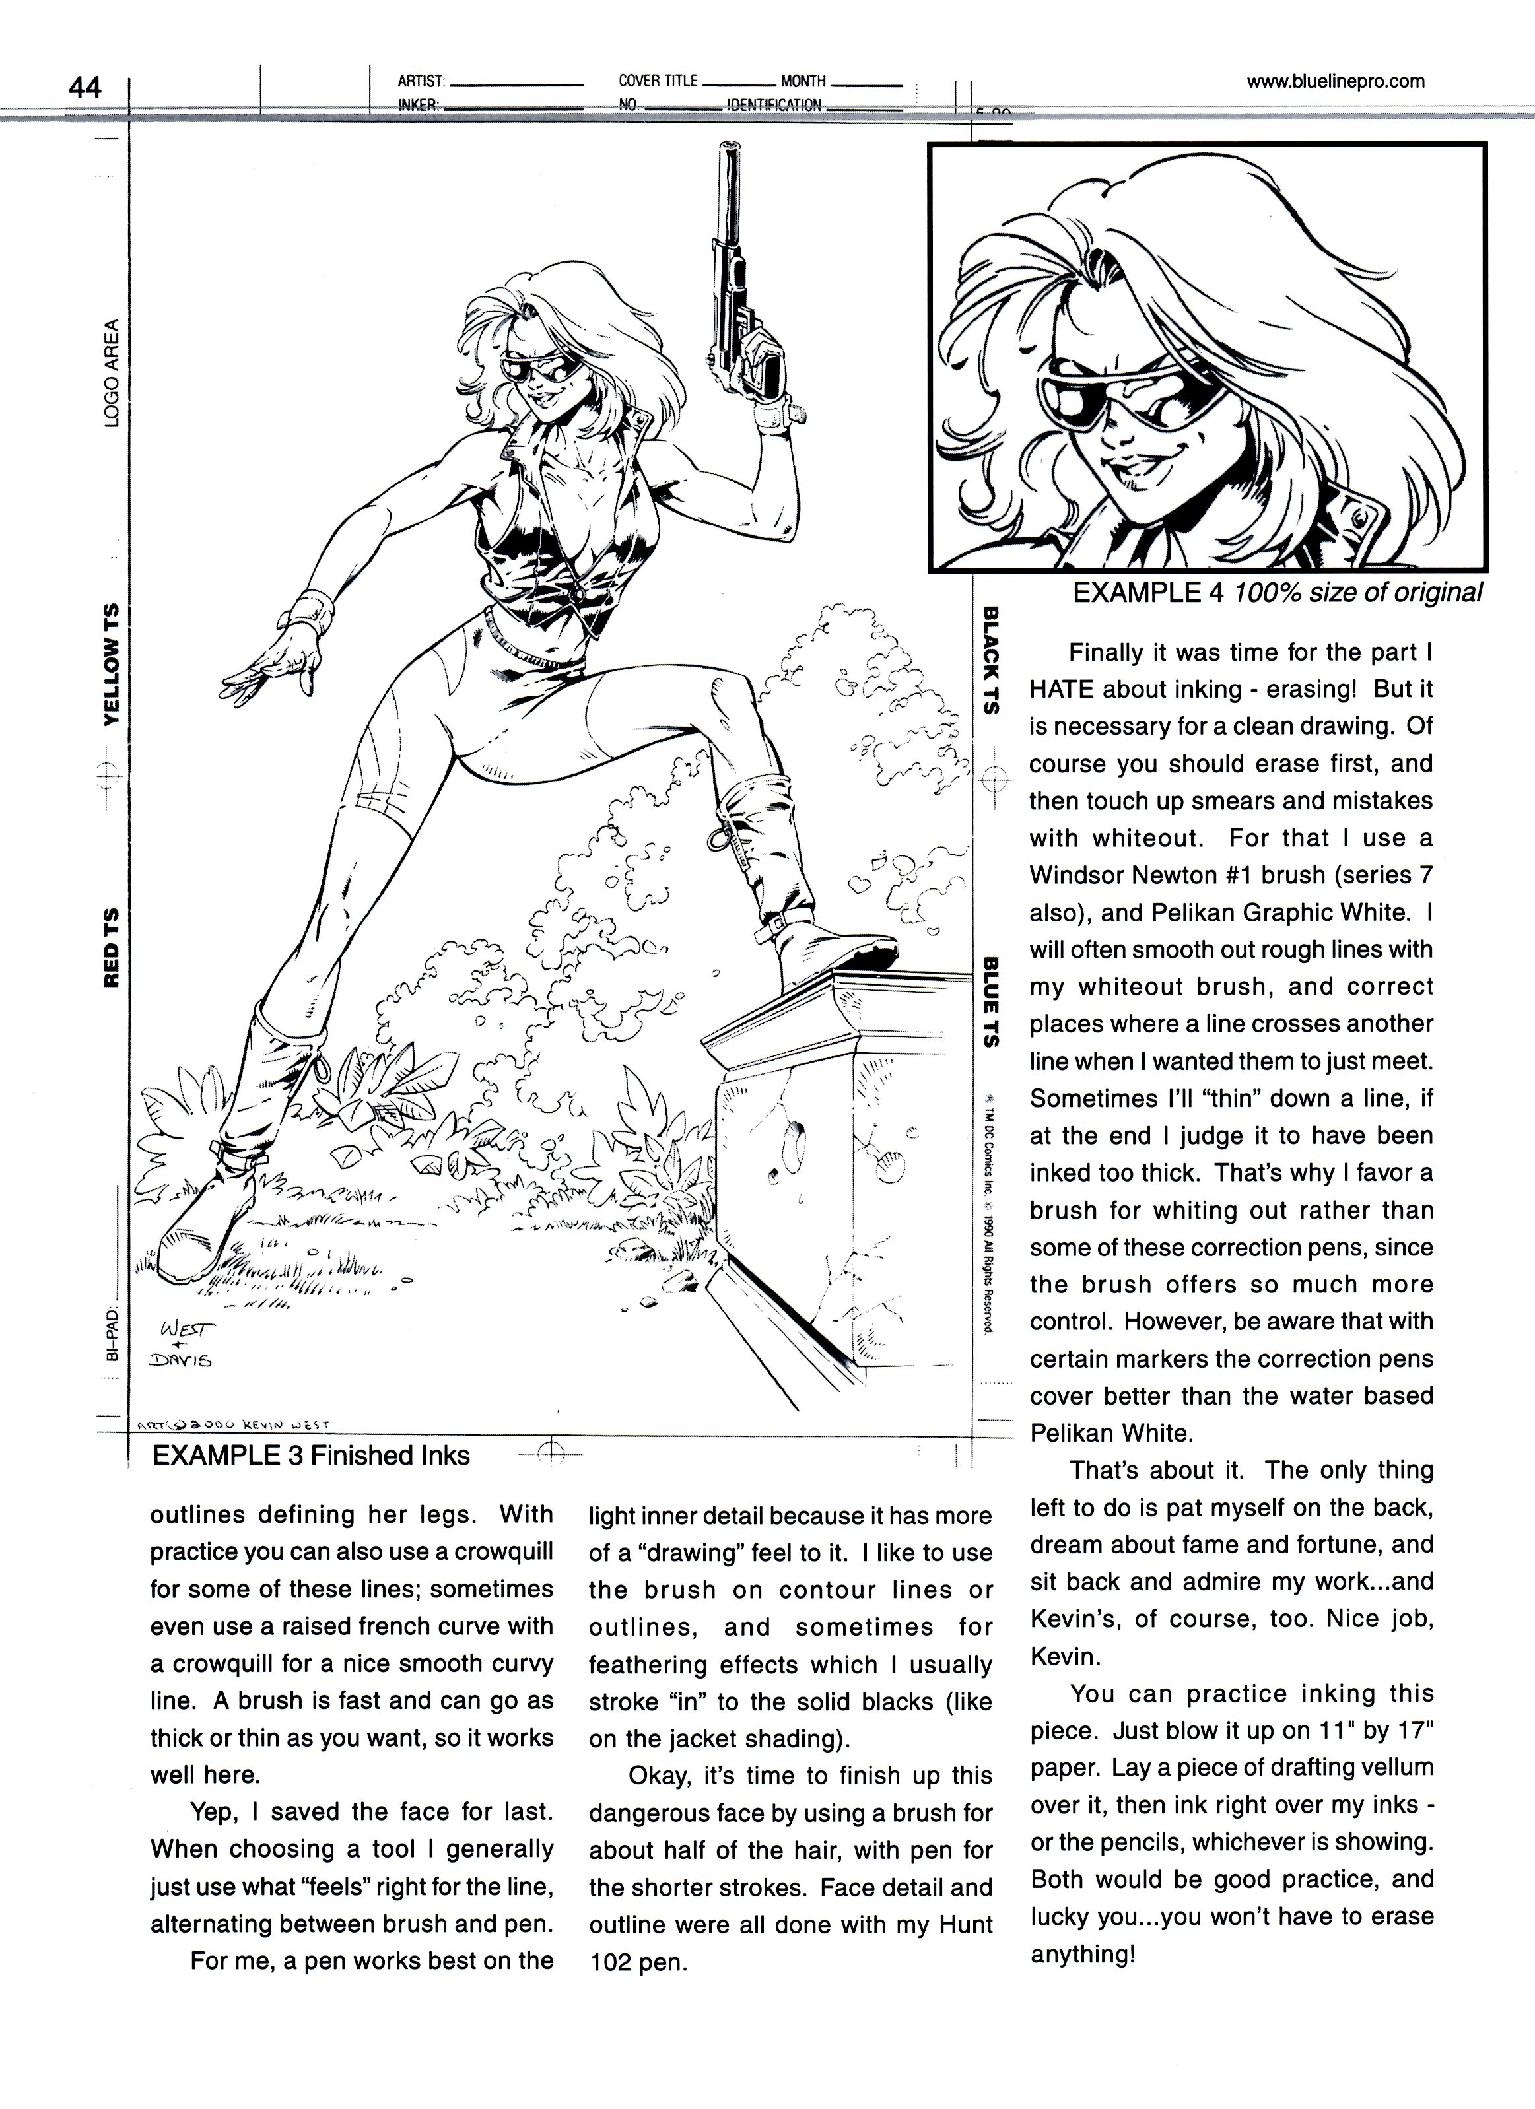 44
ARTIST:
COVER TITLE
MONTH
www.bluelinepro.com
INKER:
NO.
IDENTIFICATION
LOGO AREA
YELLOW TS
RED TS
BI-PAD:
BLACK TS
BLUE TS
® TM DC Comics Inc. © 1990 All Rights Reserved.
WEST
+
DAVIS
ART © 2000 KEVIN WEST
EXAMPLE 3 Finished Inks
EXAMPLE 4 100% size of original
outlines defining her legs. With
practice you can also use a crowquill
for some of these lines; sometimes
even use a raised french curve with
a crowquill for a nice smooth curvy
line. A brush is fast and can go as
thick or thin as you want, so it works
well here.
Yep, I saved the face for last.
When choosing a tool I generally
just use what "feels" right for the line,
alternating between brush and pen.
For me, a pen works best on the
light inner detail because it has more
of a "drawing" feel to it. I like to use
the brush on contour lines or
outlines, and sometimes for
feathering effects which I usually
stroke "in" to the solid blacks (like
on the jacket shading).
Okay, it's time to finish up this
dangerous face by using a brush for
about half of the hair, with pen for
the shorter strokes. Face detail and
outline were all done with my Hunt
102 pen.
Finally it was time for the part I
HATE about inking - erasing! But it
is necessary for a clean drawing. Of
course you should erase first, and
then touch up smears and mistakes
with whiteout. For that I use a
Windsor Newton #1 brush (series 7
also), and Pelikan Graphic White. I
will often smooth out rough lines with
my whiteout brush, and correct
places where a line crosses another
line when I wanted them to just meet.
Sometimes I'll "thin" down a line, if
at the end I judge it to have been
inked too thick. That's why I favor a
brush for whiting out rather than
some of these correction pens, since
the brush offers so much more
control. However, be aware that with
certain markers the correction pens
cover better than the water based
Pelikan White.
That's about it. The only thing
left to do is pat myself on the back,
dream about fame and fortune, and
sit back and admire my work...and
Kevin's, of course, too. Nice job,
Kevin.
You can practice inking this
piece. Just blow it up on 11" by 17"
paper. Lay a piece of drafting vellum
over it, then ink right over my inks -
or the pencils, whichever is showing.
Both would be good practice, and
lucky you...you won't have to erase
anything!